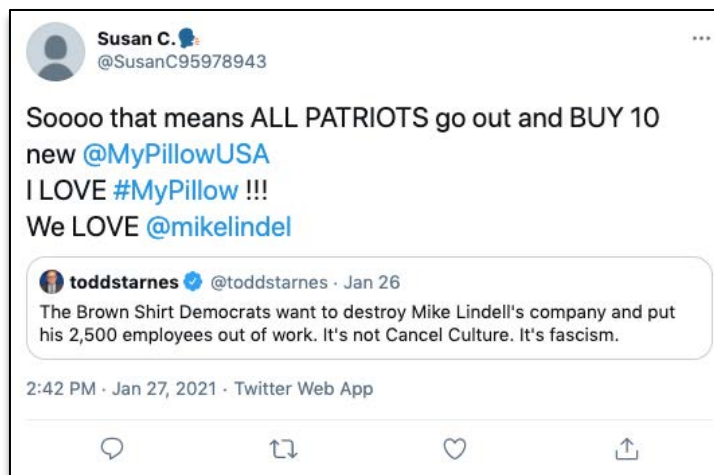 Susan C.
@SusanC95978943
Soooo that means ALL PATRIOTS go out and BUY 10
new @MyPillowUSA
I LOVE #MyPillow !!!
We LOVE @mikelindel
toddstarnes @toddstarnes · Jan 26
The Brown Shirt Democrats want to destroy Mike Lindell's company and put
his 2,500 employees out of work. It's not Cancel Culture. It's fascism.
2:42 PM · Jan 27, 2021 · Twitter Web App